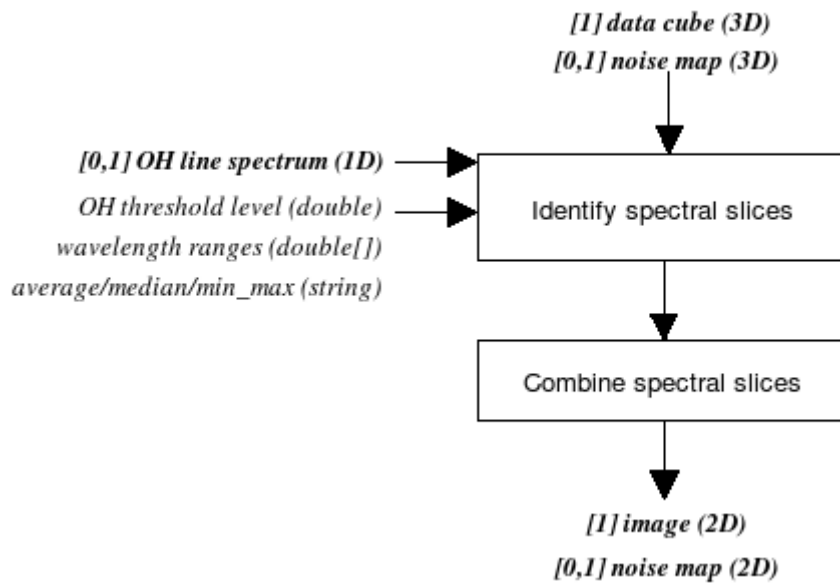 [1] data cube (3D)
[0,1] noise map (3D)
[0,1] OH line spectrum (1D)
OH threshold level (double)
wavelength ranges (double[])
average/median/min_max (string)
Identify spectral slices
Combine spectral slices
[1] image (2D)
[0,1] noise map (2D)